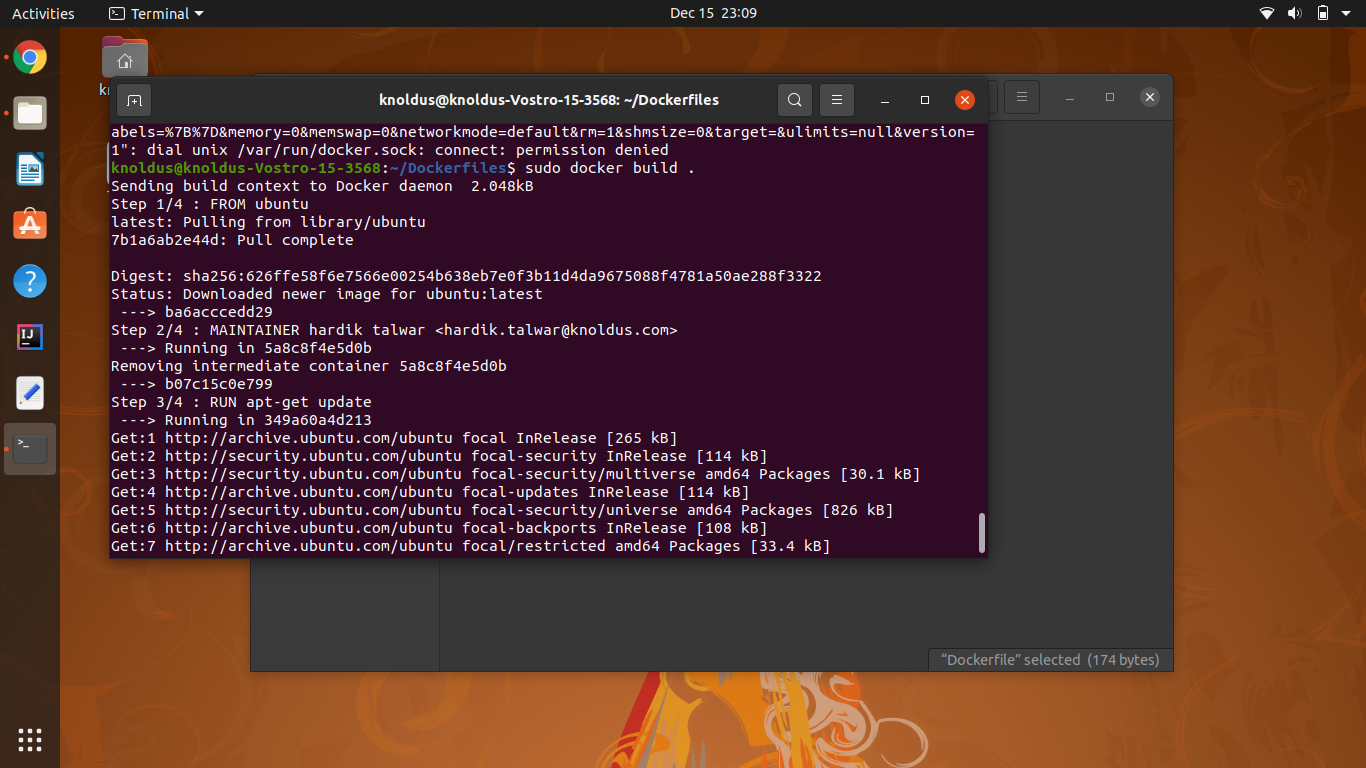 Activities
Terminal
Dec 15 23:09
knoldus@knoldus-Vostro-15-3568: ~/Dockerfiles
abels=%7B%7D&memory=0&memswap=0&networkmode=default&rm=1&shmsize=0&target=&ulimits=null&version=
1": dial unix /var/run/docker.sock: connect: permission denied
knoldus@knoldus-Vostro-15-3568:~/Dockerfiles$ sudo docker build .
Sending build context to Docker daemon  2.048kB
Step 1/4 : FROM ubuntu
latest: Pulling from library/ubuntu
7b1a6ab2e44d: Pull complete
Digest: sha256:626ffe58f6e7566e00254b638eb7e0f3b11d4da9675088f4781a50ae288f3322
Status: Downloaded newer image for ubuntu:latest
 ---> ba6acccedd29
Step 2/4 : MAINTAINER hardik talwar <hardik.talwar@knoldus.com>
 ---> Running in 5a8c8f4e5d0b
Removing intermediate container 5a8c8f4e5d0b
 ---> b07c15c0e799
Step 3/4 : RUN apt-get update
 ---> Running in 349a60a4d213
Get:1 http://archive.ubuntu.com/ubuntu focal InRelease [265 kB]
Get:2 http://security.ubuntu.com/ubuntu focal-security InRelease [114 kB]
Get:3 http://security.ubuntu.com/ubuntu focal-security/multiverse amd64 Packages [30.1 kB]
Get:4 http://archive.ubuntu.com/ubuntu focal-updates InRelease [114 kB]
Get:5 http://security.ubuntu.com/ubuntu focal-security/universe amd64 Packages [826 kB]
Get:6 http://archive.ubuntu.com/ubuntu focal-backports InRelease [108 kB]
Get:7 http://archive.ubuntu.com/ubuntu focal/restricted amd64 Packages [33.4 kB]
“Dockerfile” selected (174 bytes)